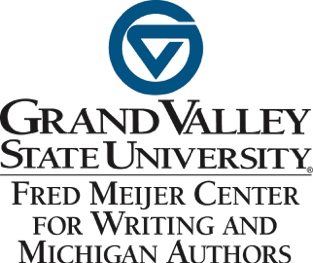 GRAND VALLEY
STATE UNIVERSITY®
FRED MEIJER CENTER
FOR WRITING AND
MICHIGAN AUTHORS